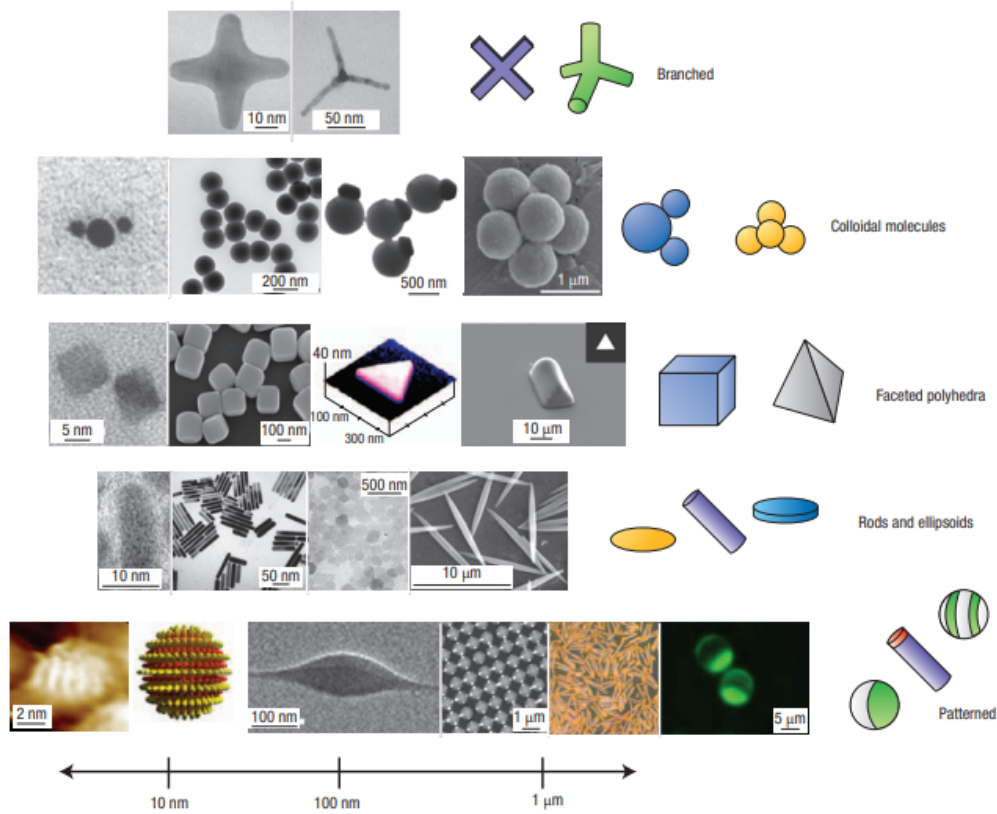 10 nm
50 nm
Branched
200 nm
500 nm
1 µm
Colloidal molecules
5 nm
100 nm
40 nm
100 nm
300 nm
10 µm
Faceted polyhedra
10 nm
50 nm
500 nm
10 µm
Rods and ellipsoids
2 nm
100 nm
1 µm
5 µm
Patterned
10 nm
100 nm
1 µm